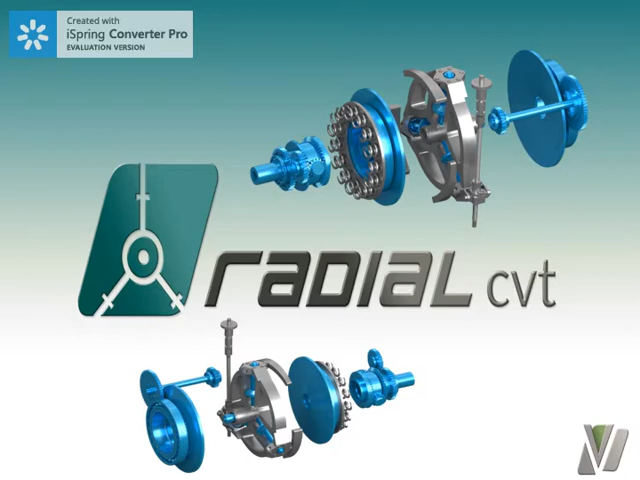 Created with
iSpring Converter Pro
EVALUATION VERSION
RADIAL cvt